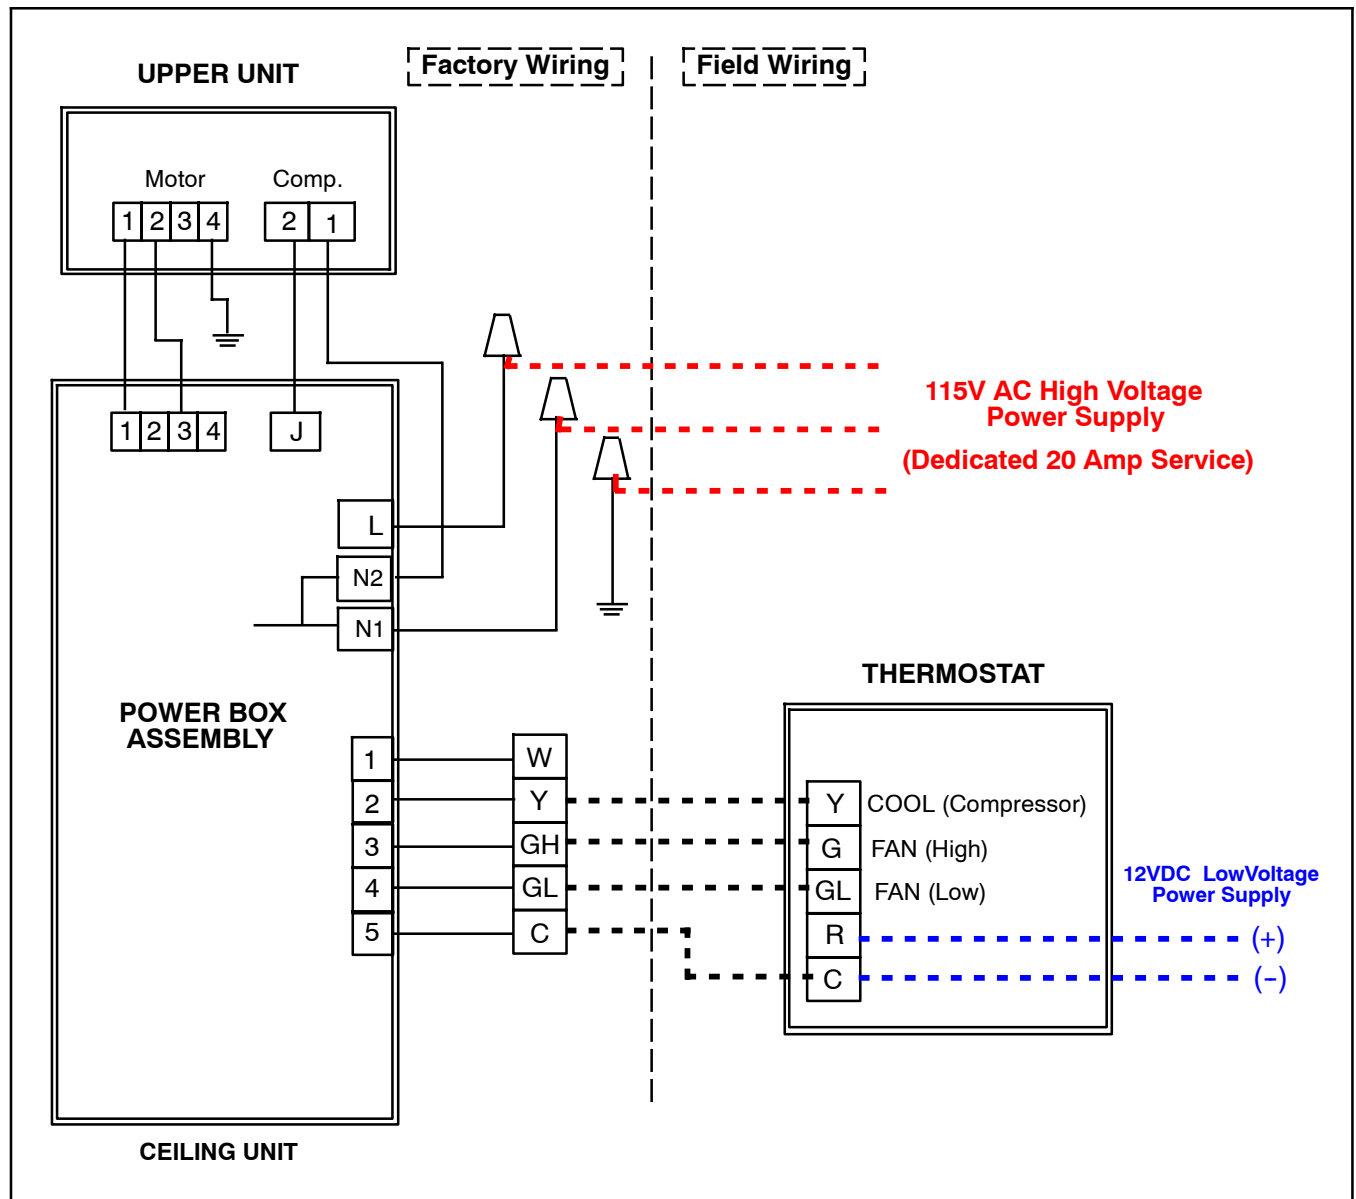 UPPER UNIT
Factory Wiring
Field Wiring
Motor
Comp.
1 2 3 4
2 1
1 2 3 4
J
115V AC High Voltage
Power Supply
(Dedicated 20 Amp Service)
L
N2
N1
THERMOSTAT
POWER BOX
ASSEMBLY
1 W
2 Y
3 GH
4 GL
5 C
Y COOL (Compressor)
G FAN (High)
GL FAN (Low)
R
C
12VDC LowVoltage
Power Supply
(+)
(-)
CEILING UNIT